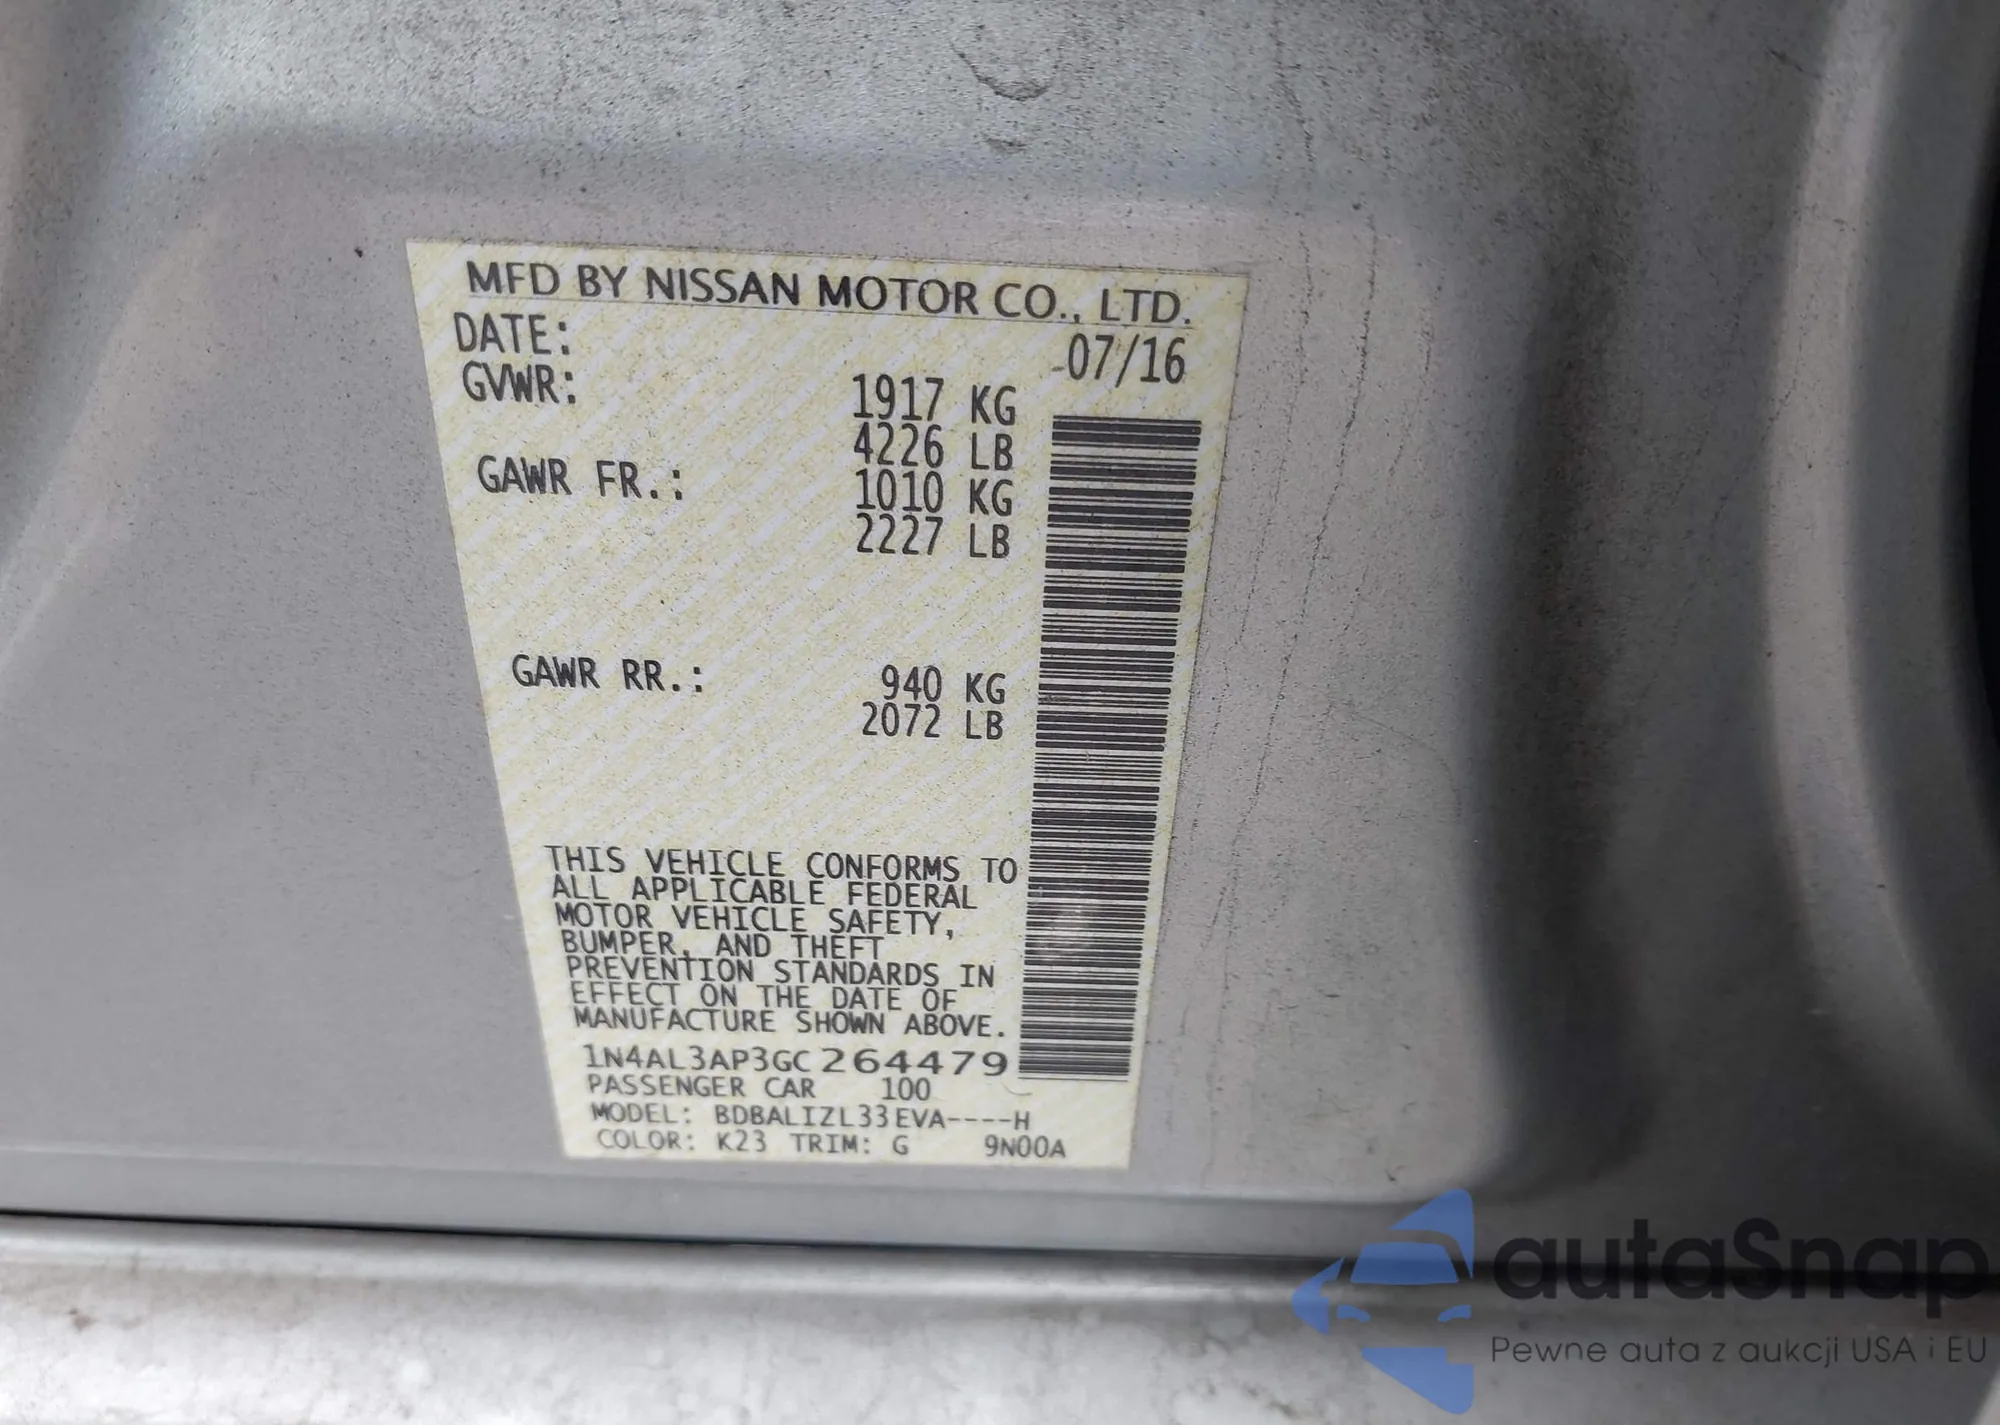 MFD BY NISSAN MOTOR CO., LTD.
DATE: 07/16
GVWR: 1917 KG
4226 LB
GAWR FR.: 1010 KG
2227 LB
GAWR RR.: 940 KG
2072 LB
THIS VEHICLE CONFORMS TO
ALL APPLICABLE FEDERAL
MOTOR VEHICLE SAFETY,
BUMPER, AND THEFT
PREVENTION STANDARDS IN
EFFECT ON THE DATE OF
MANUFACTURE SHOWN ABOVE.
1N4AL3AP3GC264479
PASSENGER CAR 100
MODEL: BDBALIZL33EVA----H
COLOR: K23 TRIM: G 9N00A
autaSnap
Pewne auta z aukcji USA i EU